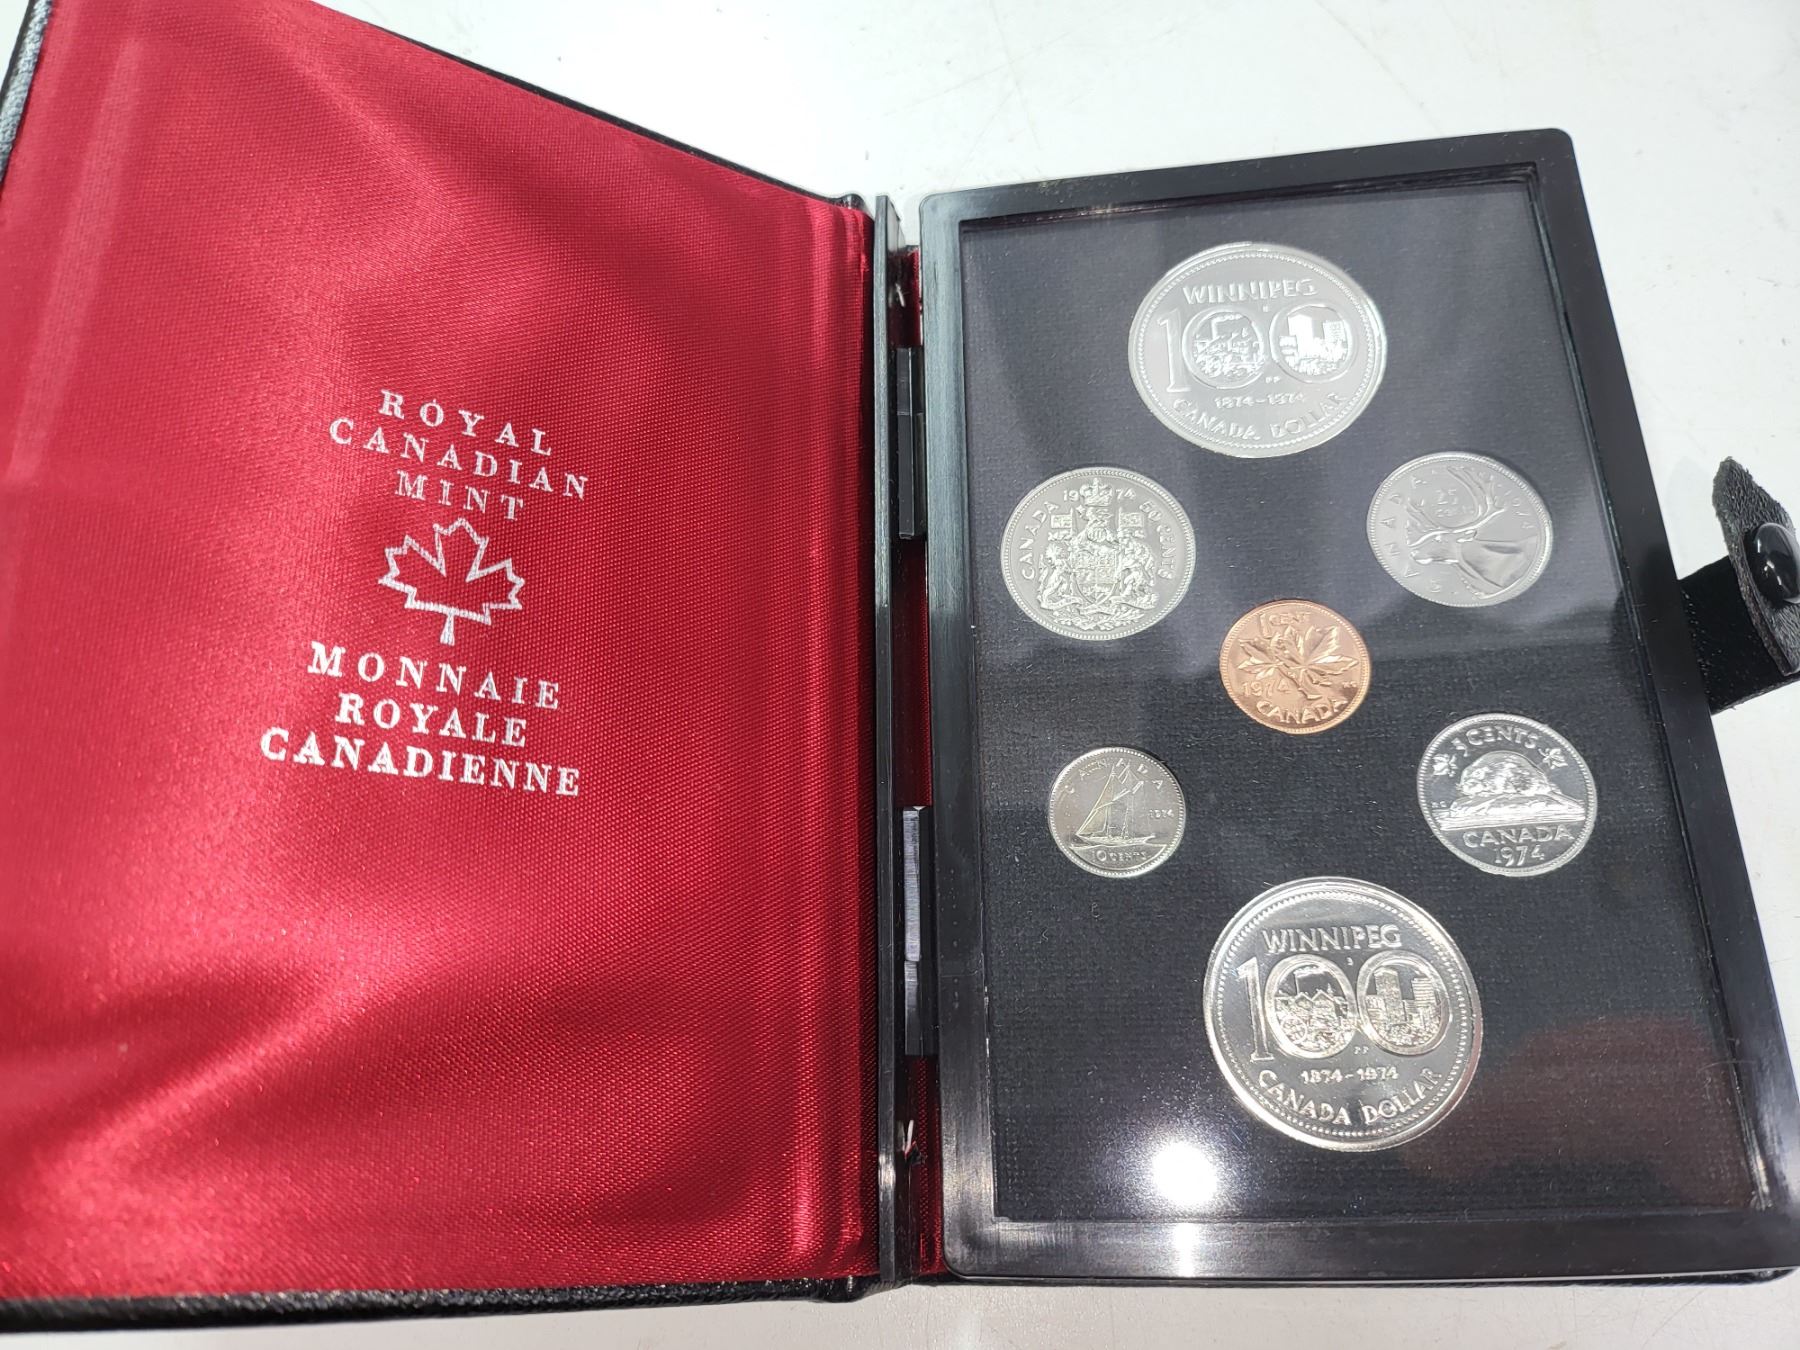 ROYAL
CANADIAN
MINT
MONNAIE
ROYALE
CANADIENNE
WINNIPEG
100
1874-1974
CANADA DOLLAR
1974
CANADA 50 CENTS
CANADA 1974
25
CENTS
1 CENT
1974
CANADA
CANADA
1974
10 CENTS
5 CENTS
CANADA
1974
WINNIPEG
100
1874-1974
CANADA DOLLAR